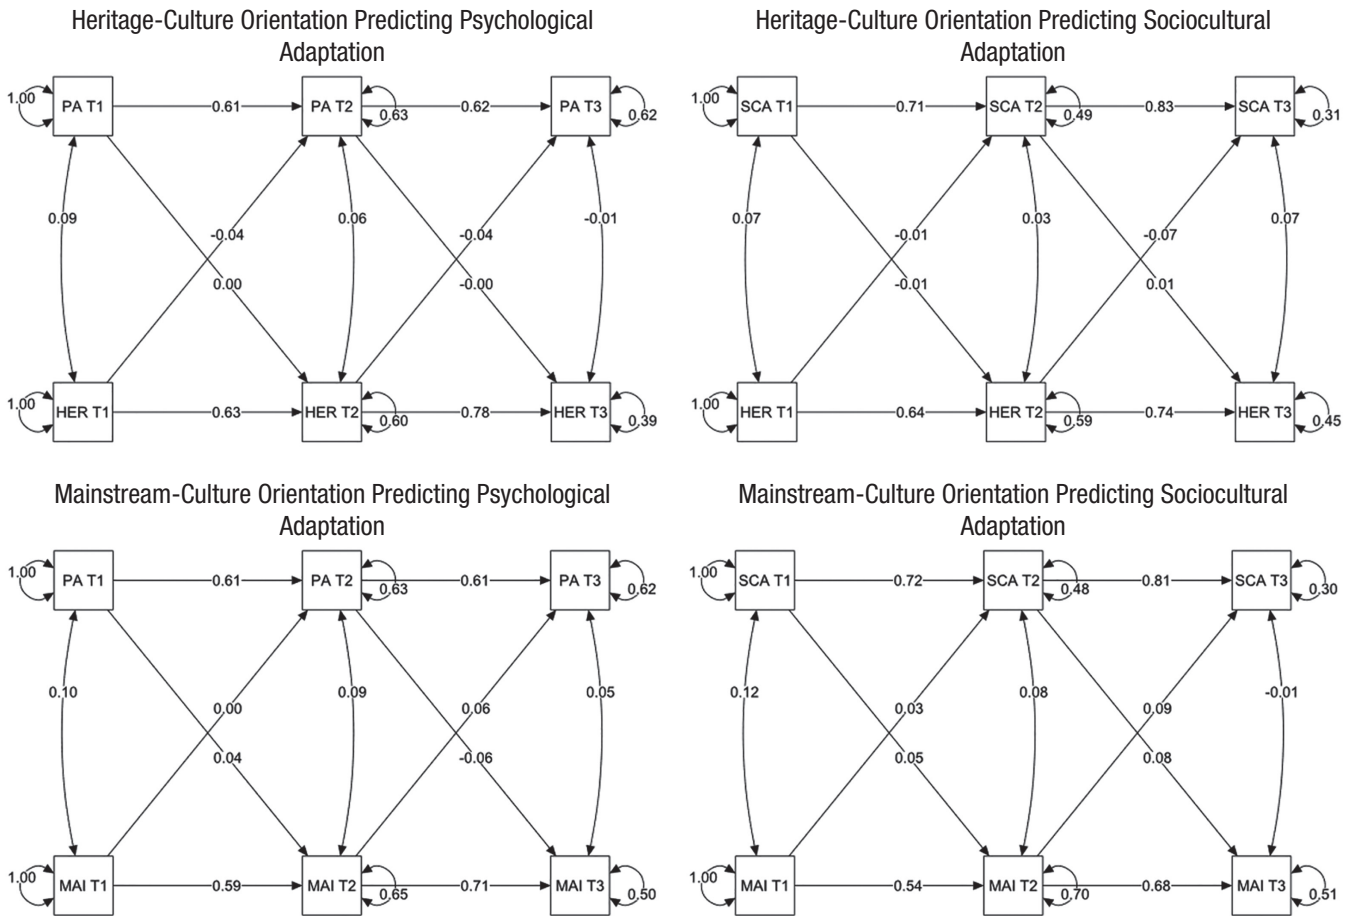 Heritage-Culture Orientation Predicting Psychological
Adaptation
1.00 PA T1 0.61 PA T2 0.63 0.62 PA T3 0.62
0.09 0.06 -0.01
-0.04 -0.04
0.00 -0.00
1.00 HER T1 0.63 HER T2 0.60 0.78 HER T3 0.39
Heritage-Culture Orientation Predicting Sociocultural
Adaptation
1.00 SCA T1 0.71 SCA T2 0.49 0.83 SCA T3 0.31
0.07 0.03 0.07
-0.01 -0.07
-0.01 0.01
1.00 HER T1 0.64 HER T2 0.59 0.74 HER T3 0.45
Mainstream-Culture Orientation Predicting Psychological
Adaptation
1.00 PA T1 0.61 PA T2 0.63 0.61 PA T3 0.62
0.10 0.09 0.05
0.00 0.06
0.04 -0.06
1.00 MAI T1 0.59 MAI T2 0.65 0.71 MAI T3 0.50
Mainstream-Culture Orientation Predicting Sociocultural
Adaptation
1.00 SCA T1 0.72 SCA T2 0.48 0.81 SCA T3 0.30
0.12 0.08 -0.01
0.03 0.09
0.05 0.08
1.00 MAI T1 0.54 MAI T2 0.70 0.68 MAI T3 0.51